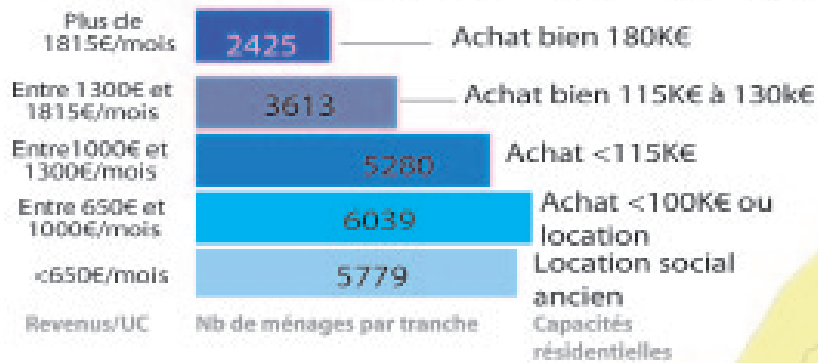 Plus de
1815€/mois
2425
Achat bien 180K€
Entre 1300€ et
1815€/mois
3613
Achat bien 115K€ à 130k€
Entre1000€ et
1300€/mois
5280
Achat <115K€
Entre 650€ et
1000€/mois
6039
Achat <100K€ ou
location
<650€/mois
5779
Location social
ancien
Revenus/UC
Nb de ménages par tranche
Capacités
résidentielles